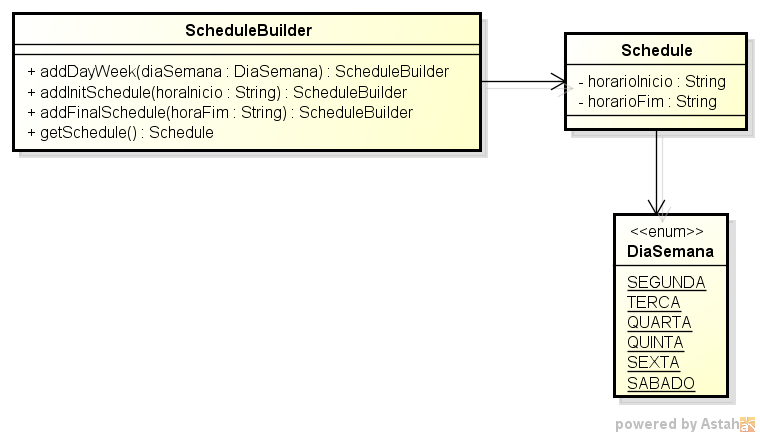 ScheduleBuilder
+ addDayWeek(diaSemana : DiaSemana) : ScheduleBuilder
+ addInitSchedule(horaInicio : String) : ScheduleBuilder
+ addFinalSchedule(horaFim : String) : ScheduleBuilder
+ getSchedule() : Schedule
Schedule
- horarioInicio : String
- horarioFim : String
<<enum>>
DiaSemana
SEGUNDA
TERCA
QUARTA
QUINTA
SEXTA
SABADO
powered by Astah